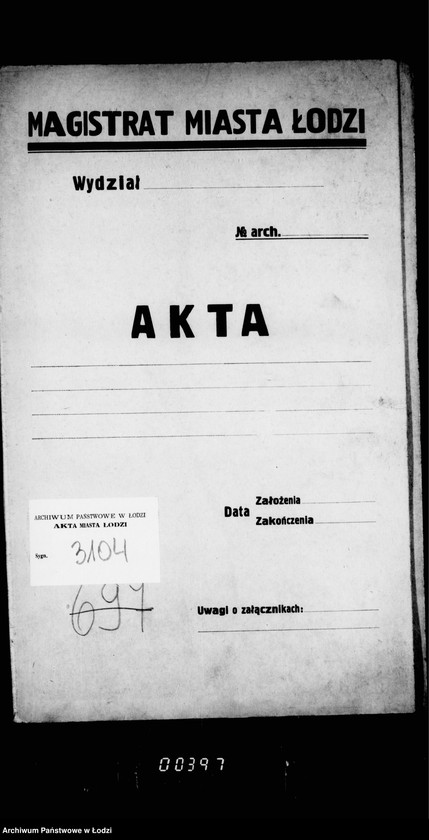 MAGISTRAT MIASTA ŁODZI
Wydział
№ arch.
AKTA
Data Założenia
Zakończenia
ARCHIWUM PAŃSTWOWE W ŁODZI
AKTA MIASTA ŁODZI
Sygn. 3104
697
Uwagi o załącznikach:
00397
Archiwum Państwowe w Łodzi